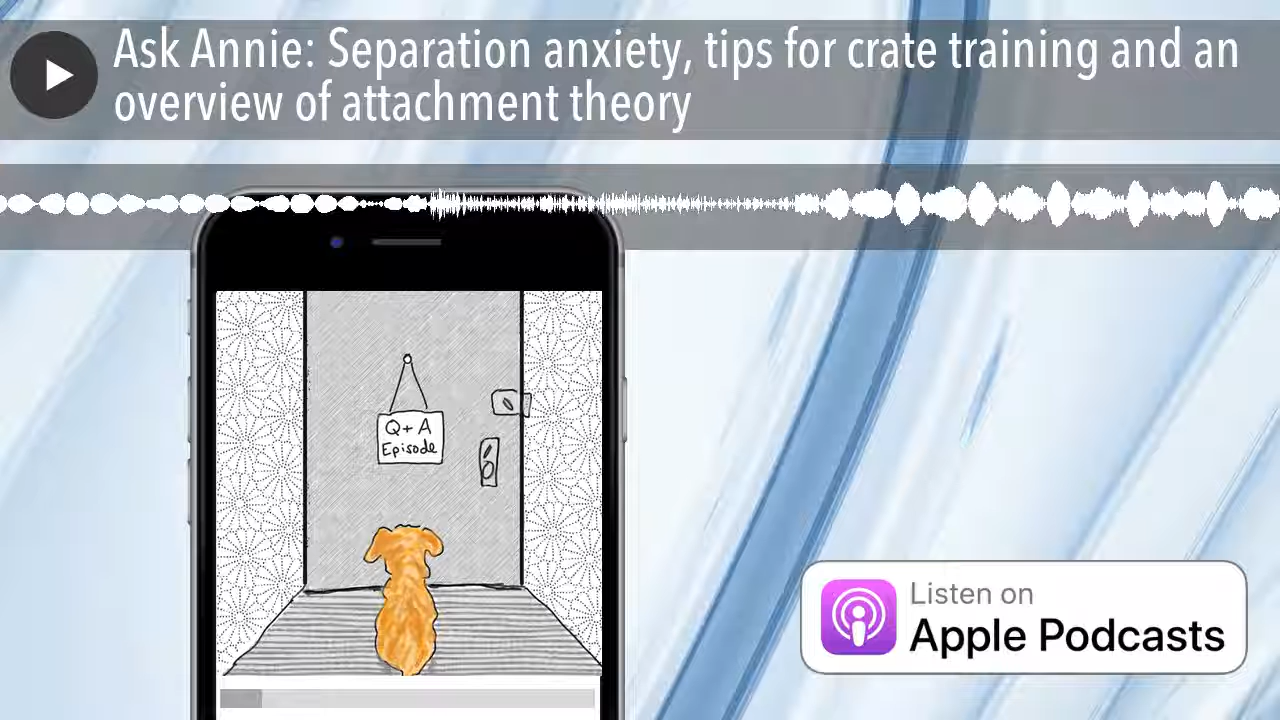 Ask Annie: Separation anxiety, tips for crate training and an
overview of attachment theory
Q+A
Episode
Listen on
Apple Podcasts